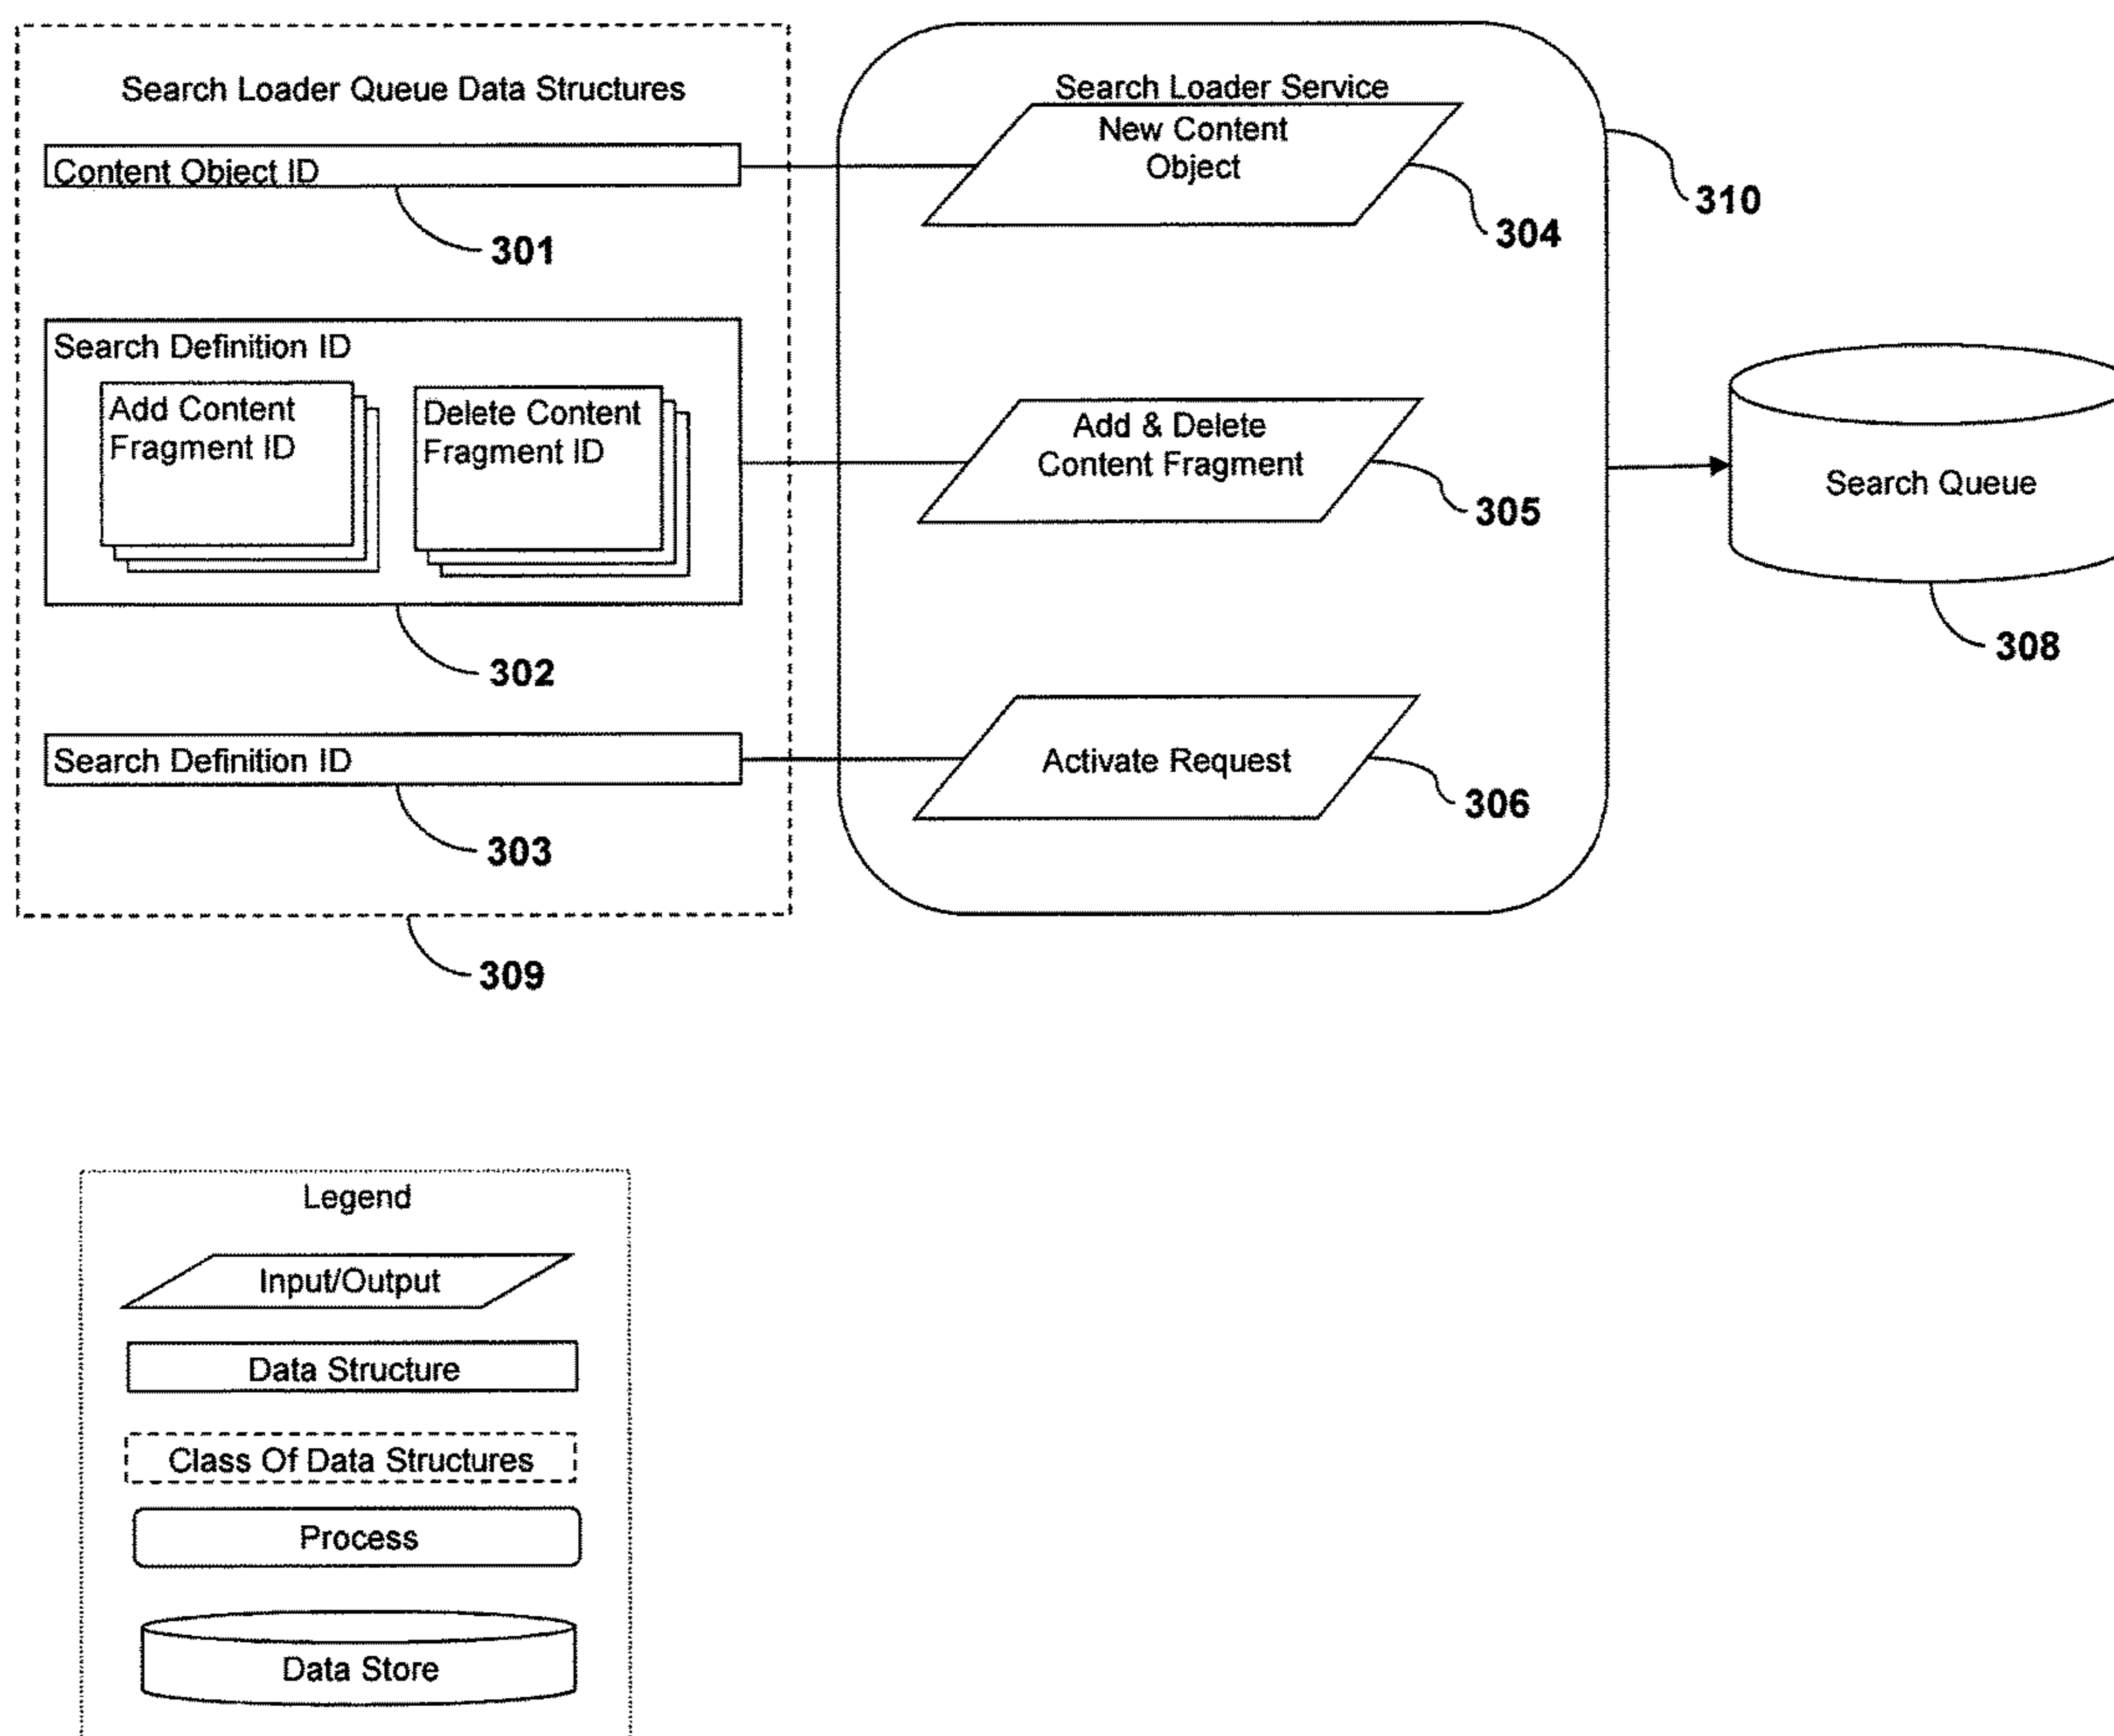 Search Loader Queue Data Structures
Content Object ID
301
Search Definition ID
Add Content
Fragment ID
Delete Content
Fragment ID
302
Search Definition ID
303
309
Search Loader Service
New Content
Object
304
310
Add & Delete
Content Fragment
305
Activate Request
306
Search Queue
308
Legend
Input/Output
Data Structure
Class Of Data Structures
Process
Data Store